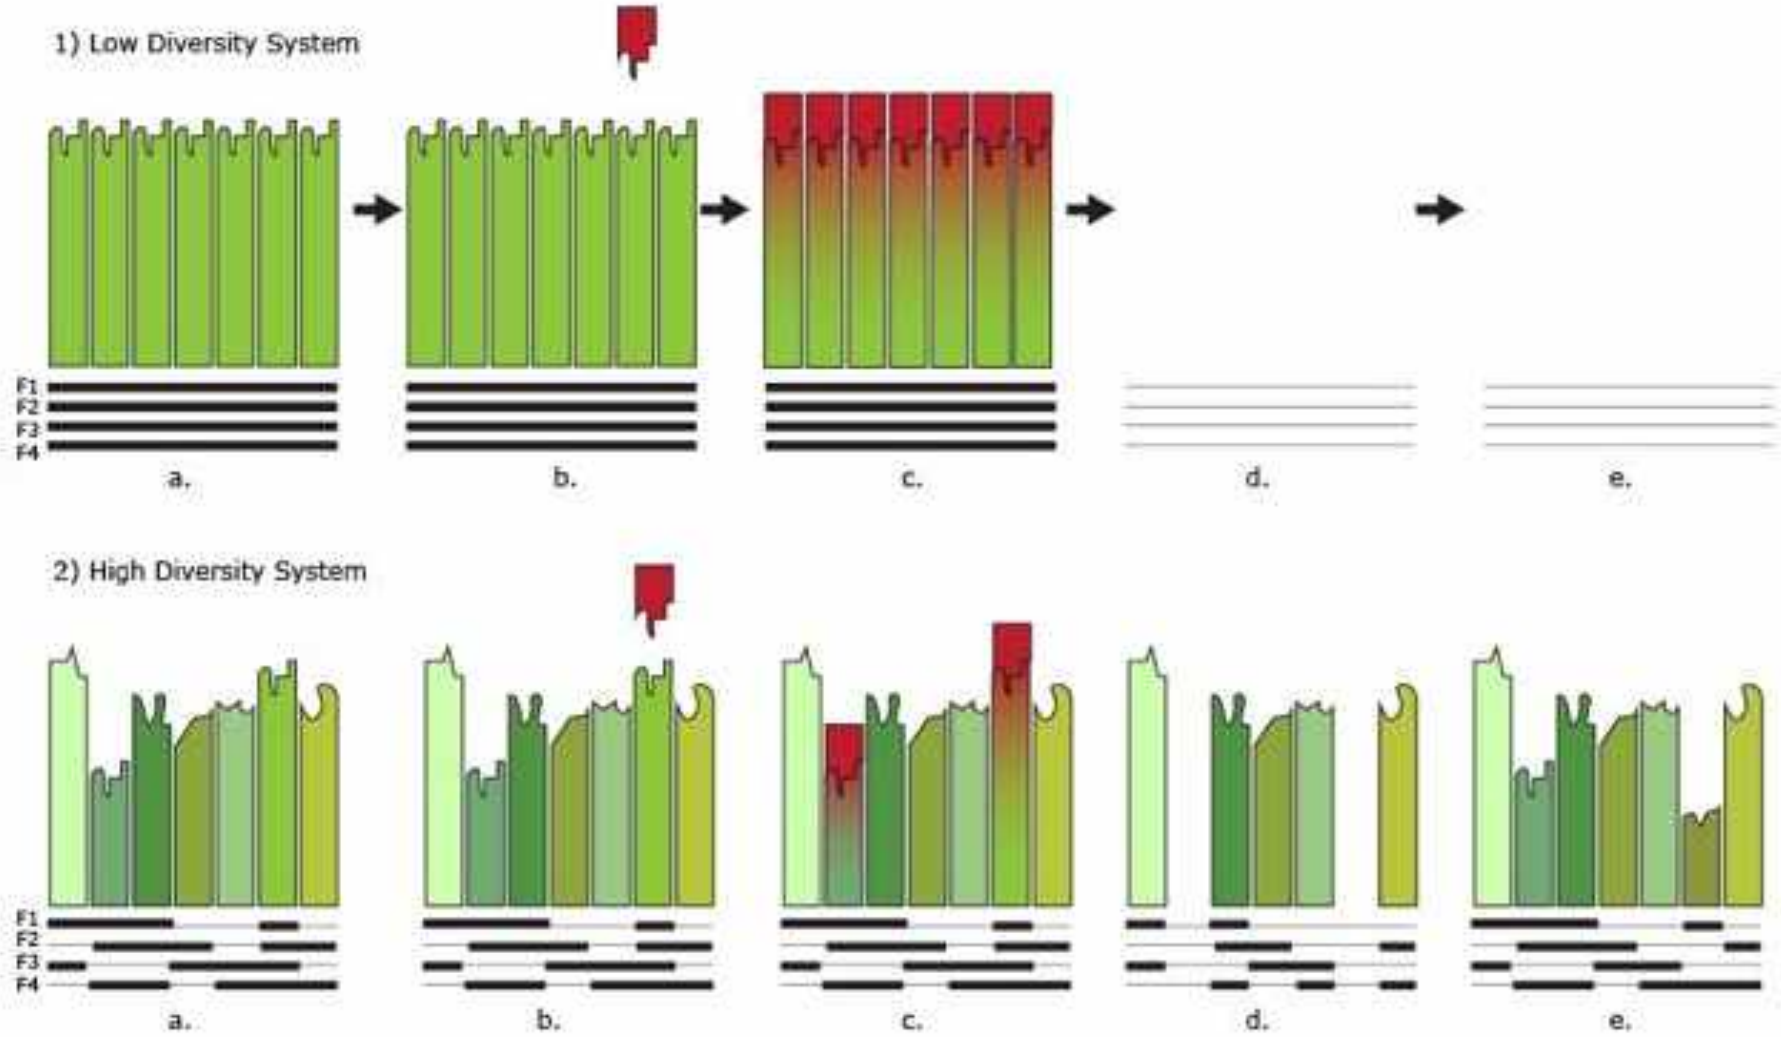 1) Low Diversity System
F1
F2
F3
F4
a. b. c. d. e.
2) High Diversity System
F1
F2
F3
F4
a. b. c. d. e.